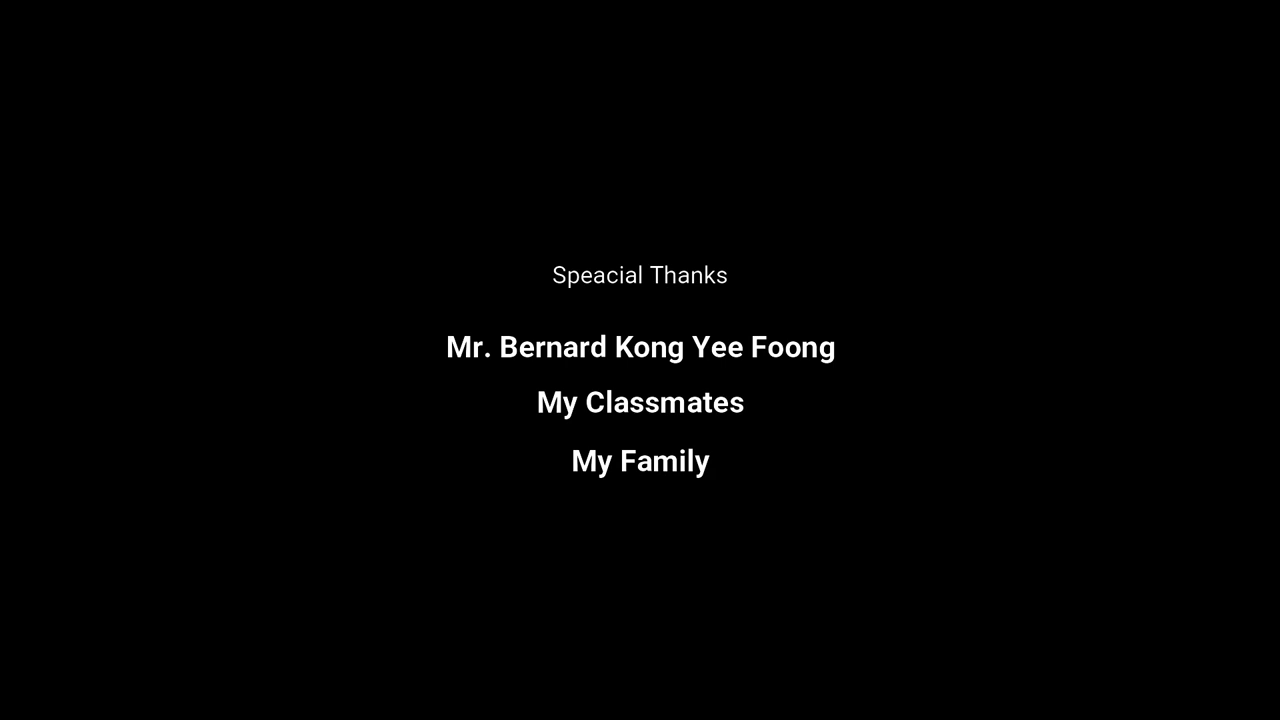 Speacial Thanks
Mr. Bernard Kong Yee Foong
My Classmates
My Family